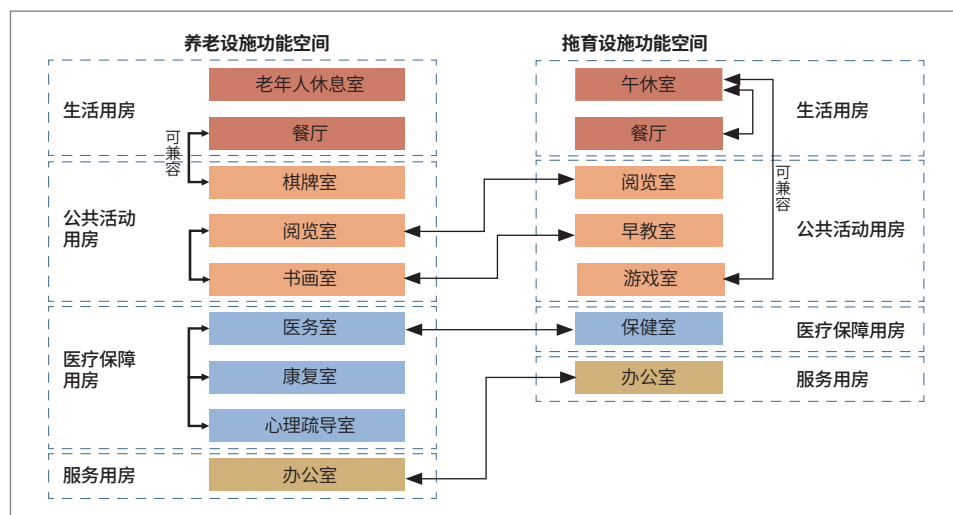 养老设施功能空间
拖育设施功能空间
生活用房
老年人休息室
餐厅
可兼容
公共活动
用房
棋牌室
阅览室
书画室
医疗保障
用房
医务室
康复室
心理疏导室
服务用房
办公室
午休室
餐厅
生活用房
可兼容
阅览室
早教室
游戏室
公共活动用房
保健室
医疗保障用房
办公室
服务用房